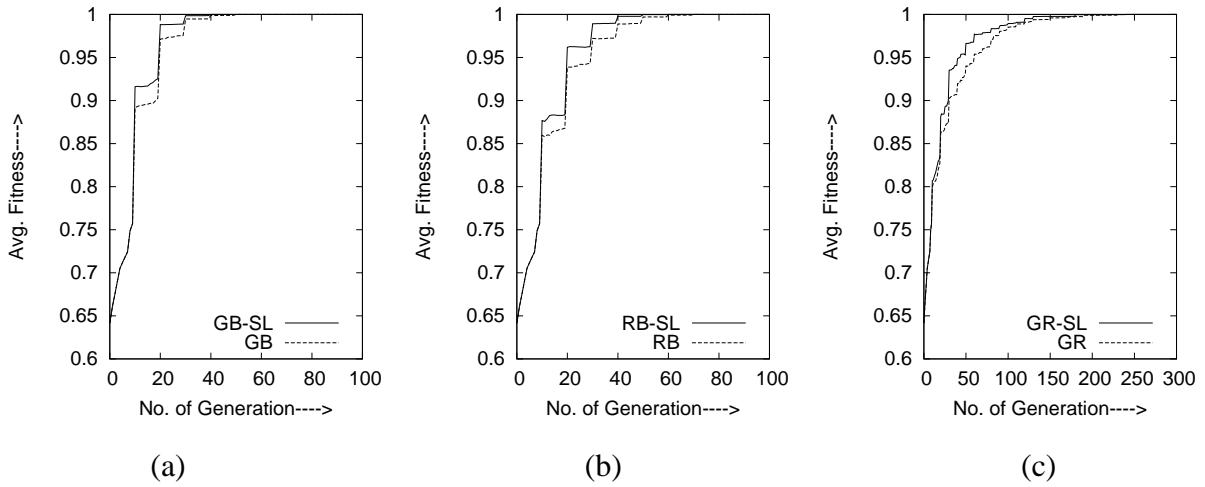 Avg. Fitness---->
1
0.95
0.9
0.85
0.8
0.75
0.7
0.65
0.6
GB-SL
GB
0 20 40 60 80 100
No. of Generation---->
(a)
Avg. Fitness---->
1
0.95
0.9
0.85
0.8
0.75
0.7
0.65
0.6
RB-SL
RB
0 20 40 60 80 100
No. of Generation---->
(b)
Avg. Fitness---->
1
0.95
0.9
0.85
0.8
0.75
0.7
0.65
0.6
GR-SL
GR
0 50 100 150 200 250 300
No. of Generation---->
(c)